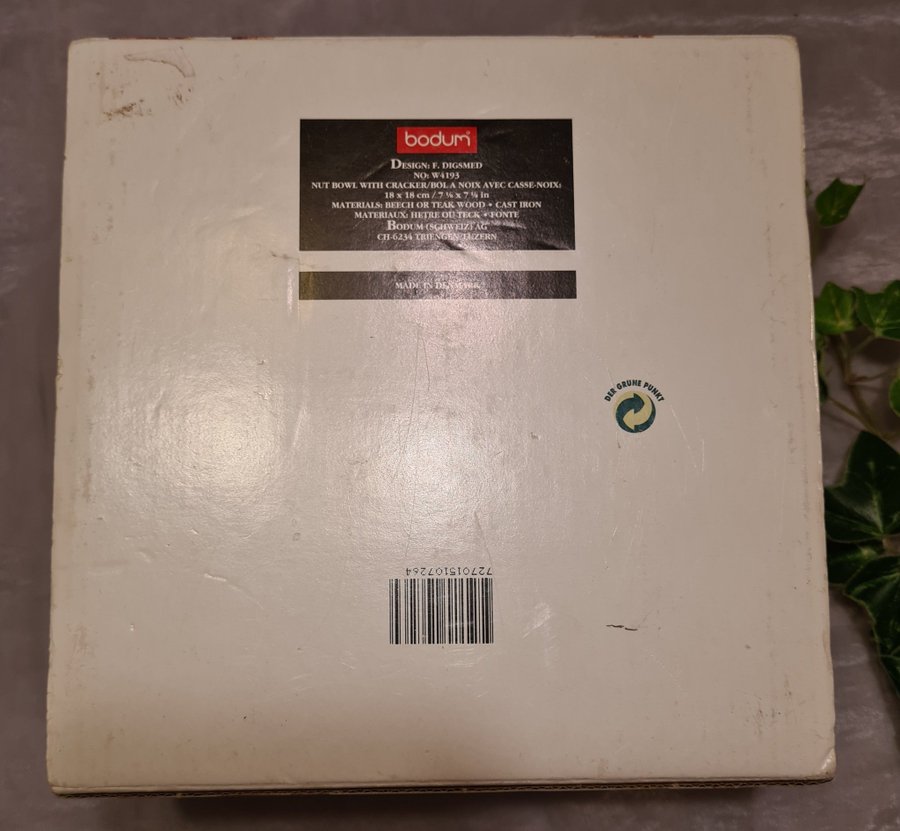 bodum®
DESIGN: F. DIGSMED
NO: W4193
NUT BOWL WITH CRACKER/BOL A NOIX AVEC CASSE-NOIX:
18 x 18 cm / 7 ⅛ x 7 ⅛ in
MATERIALS: BEECH OR TEAK WOOD • CAST IRON
MATERIAUX: HETRE OU TECK • FONTE
BODUM (SCHWEIZ) AG
CH-6234 TRIENGEN/LUZERN
MADE IN DENMARK
DER GRÜNE PUNKT
727015107264